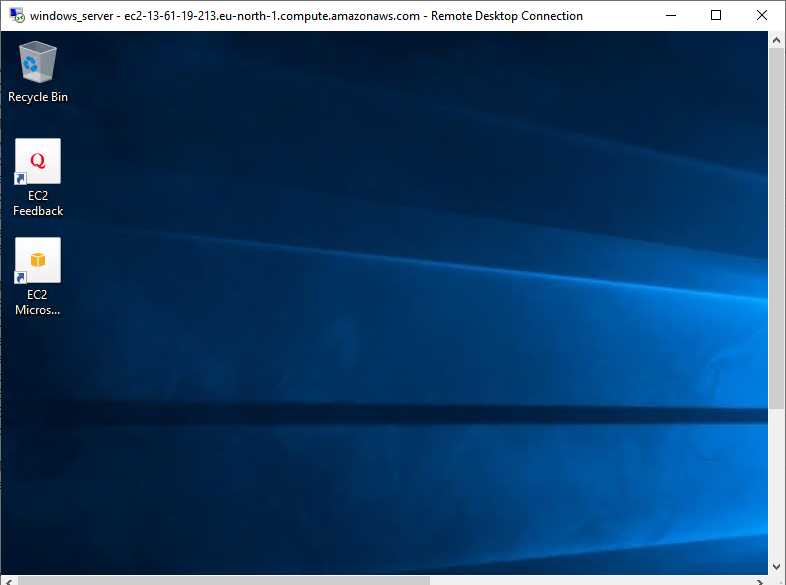 windows_server - ec2-13-61-19-213.eu-north-1.compute.amazonaws.com - Remote Desktop Connection
Recycle Bin
Q
EC2
Feedback
EC2
Micros...